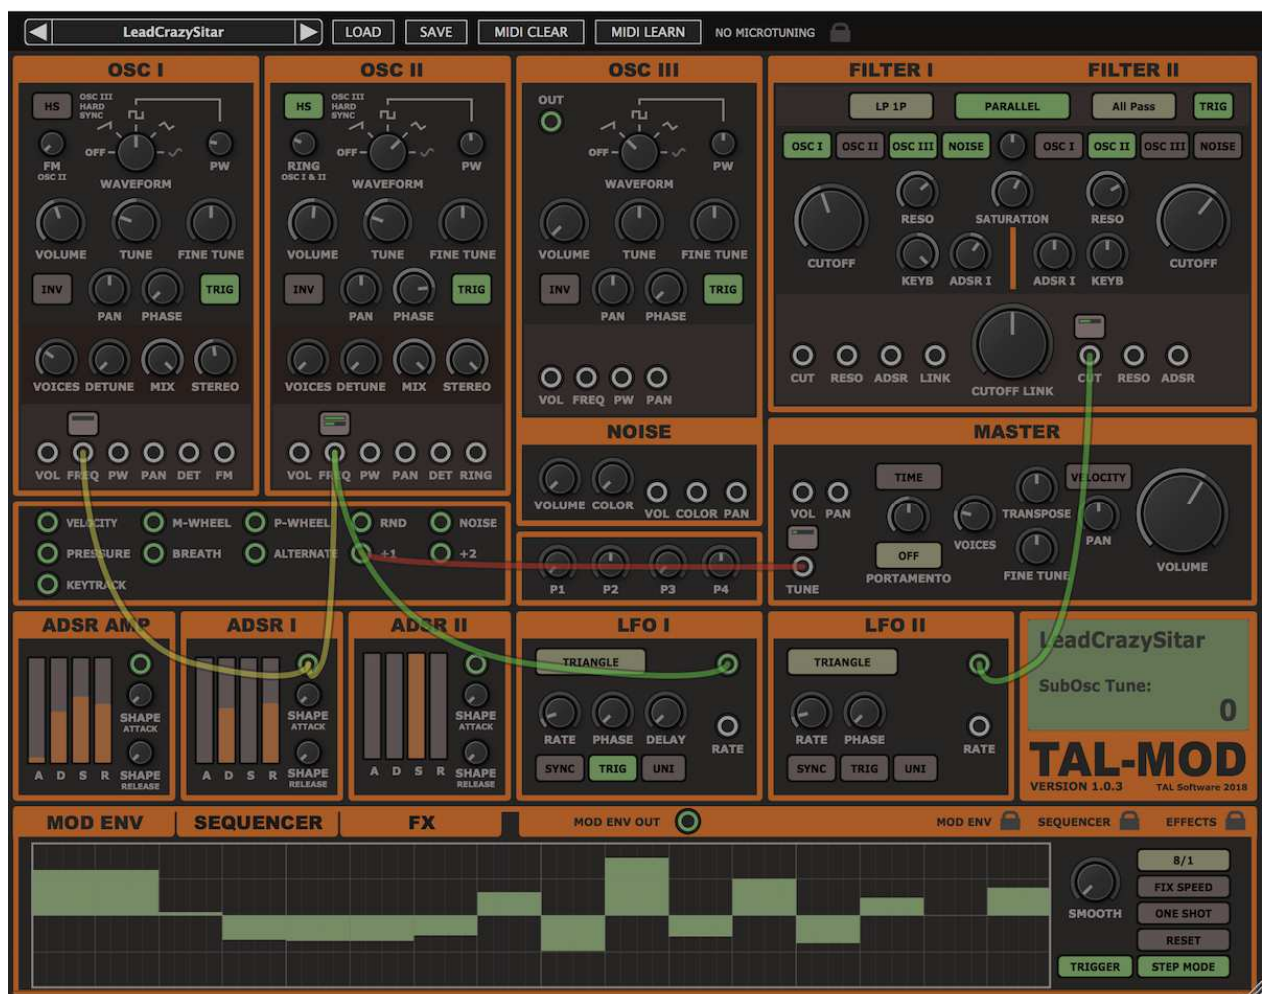 LeadCrazySitar LOAD SAVE MIDI CLEAR MIDI LEARN NO MICROTUNING
OSC I
HS
OSC III
HARD
SYNC
FM
OSC II
OFF
WAVEFORM
PW
VOLUME TUNE FINE TUNE
INV PAN PHASE TRIG
VOICES DETUNE MIX STEREO
VOL FREQ PW PAN DET FM
OSC II
HS
OSC III
HARD
SYNC
RING
OSC I & II
OFF
WAVEFORM
PW
VOLUME TUNE FINE TUNE
INV PAN PHASE TRIG
VOICES DETUNE MIX STEREO
VOL FREQ PW PAN DET RING
OSC III
OUT
OFF
WAVEFORM
PW
VOLUME TUNE FINE TUNE
INV PAN PHASE TRIG
VOL FREQ PW PAN
FILTER I FILTER II
LP 1P PARALLEL All Pass TRIG
OSC I OSC II OSC III NOISE OSC I OSC II OSC III NOISE
RESO SATURATION RESO
CUTOFF KEYB ADSR I ADSR I KEYB CUTOFF
CUT RESO ADSR LINK CUTOFF LINK CUT RESO ADSR
NOISE
VOLUME COLOR VOL COLOR PAN
MASTER
TIME VELOCITY
VOL PAN TRANSPOSE
VOICES PAN
OFF
TUNE PORTAMENTO FINE TUNE VOLUME
VELOCITY M-WHEEL P-WHEEL RND NOISE
PRESSURE BREATH ALTERNATE +1 +2
KEYTRACK
P1 P2 P3 P4
ADSR AMP
SHAPE
ATTACK
A D S R
SHAPE
RELEASE
ADSR I
SHAPE
ATTACK
A D S R
SHAPE
RELEASE
ADSR II
SHAPE
ATTACK
A D S R
SHAPE
RELEASE
LFO I
TRIANGLE
RATE PHASE DELAY RATE
SYNC TRIG UNI
LFO II
TRIANGLE
RATE PHASE RATE
SYNC TRIG UNI
LeadCrazySitar
SubOsc Tune:
0
TAL-MOD
VERSION 1.0.3 TAL Software 2018
MOD ENV SEQUENCER FX MOD ENV OUT MOD ENV SEQUENCER EFFECTS
8/1
FIX SPEED
SMOOTH ONE SHOT
RESET
TRIGGER STEP MODE